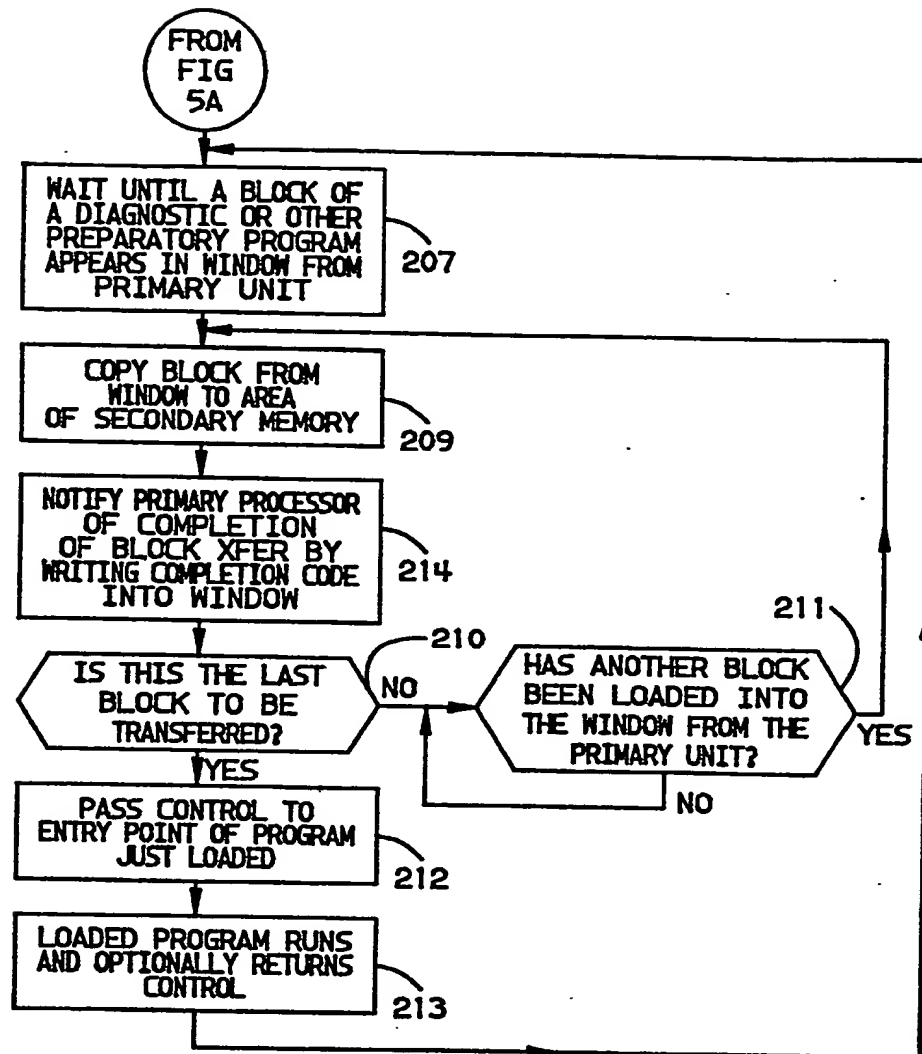 FROM
FIG
5A
WAIT UNTIL A BLOCK OF
A DIAGNOSTIC OR OTHER
PREPARATORY PROGRAM
APPEARS IN WINDOW FROM
PRIMARY UNIT
207
COPY BLOCK FROM
WINDOW TO AREA
OF SECONDARY MEMORY
209
NOTIFY PRIMARY PROCESSOR
OF COMPLETION
OF BLOCK XFER BY
WRITING COMPLETION CODE
INTO WINDOW
214
IS THIS THE LAST
BLOCK TO BE
TRANSFERRED?
210
NO
HAS ANOTHER BLOCK
BEEN LOADED INTO
THE WINDOW FROM THE
PRIMARY UNIT?
211
YES
NO
YES
PASS CONTROL TO
ENTRY POINT OF PROGRAM
JUST LOADED
212
LOADED PROGRAM RUNS
AND OPTIONALLY RETURNS
CONTROL
213